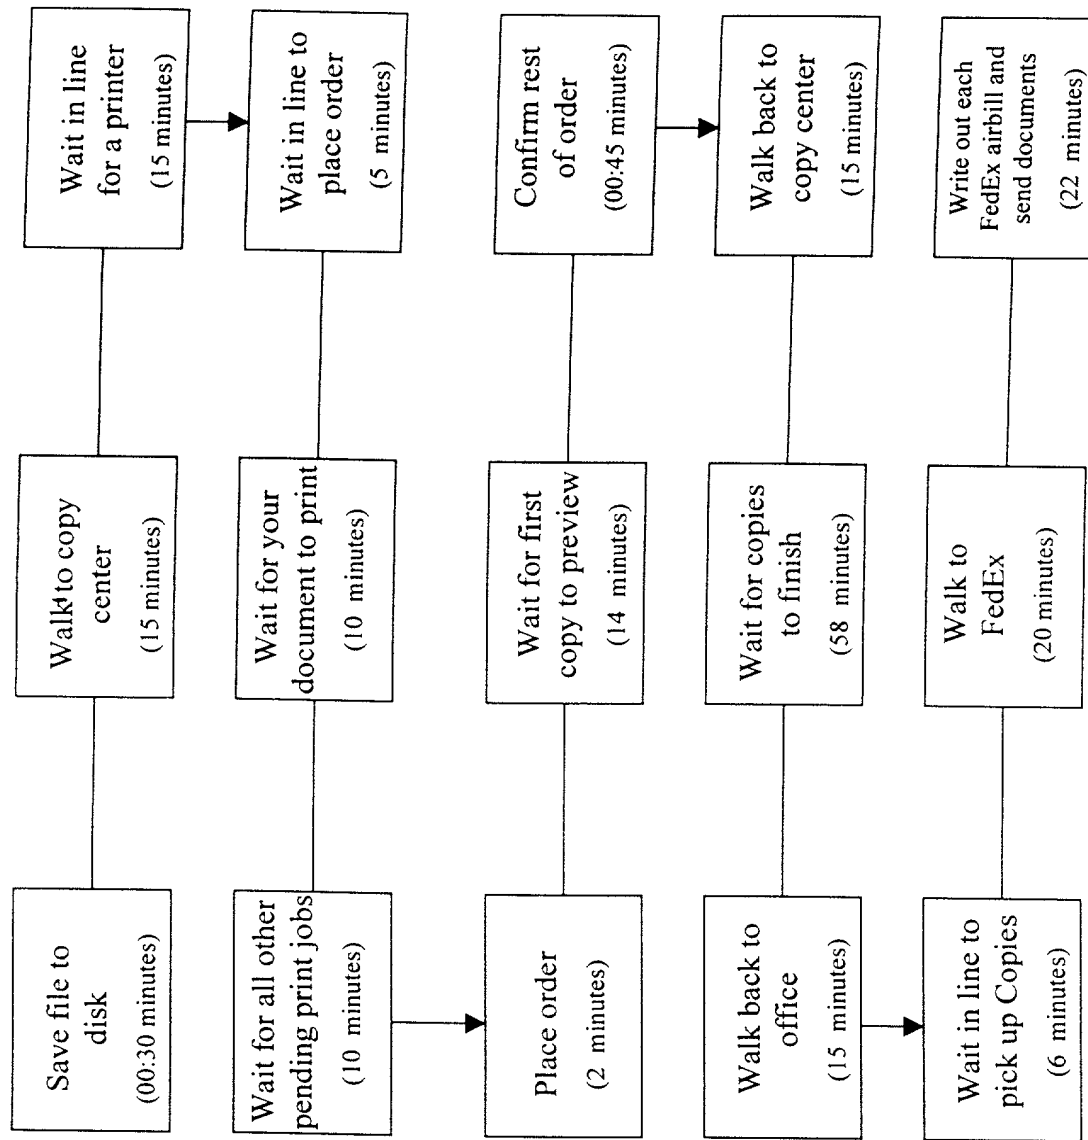 Save file to
disk
(00:30 minutes)
Walk to copy
center
(15 minutes)
Wait in line
for a printer
(15 minutes)
Wait for all other
pending print jobs
(10 minutes)
Wait for your
document to print
(10 minutes)
Wait in line to
place order
(5 minutes)
Place order
(2 minutes)
Wait for first
copy to preview
(14 minutes)
Confirm rest
of order
(00:45 minutes)
Walk back to
office
(15 minutes)
Wait for copies
to finish
(58 minutes)
Walk back to
copy center
(15 minutes)
Wait in line to
pick up Copies
(6 minutes)
Walk to
FedEx
(20 minutes)
Write out each
FedEx airbill and
send documents
(22 minutes)